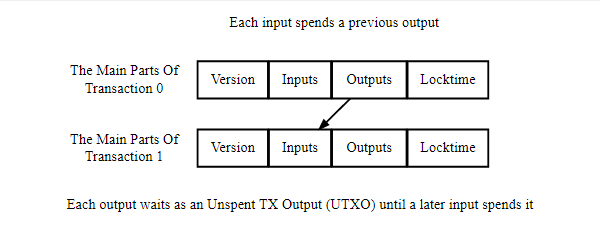 Each input spends a previous output
The Main Parts Of
Transaction 0
Version Inputs Outputs Locktime
The Main Parts Of
Transaction 1
Version Inputs Outputs Locktime
Each output waits as an Unspent TX Output (UTXO) until a later input spends it